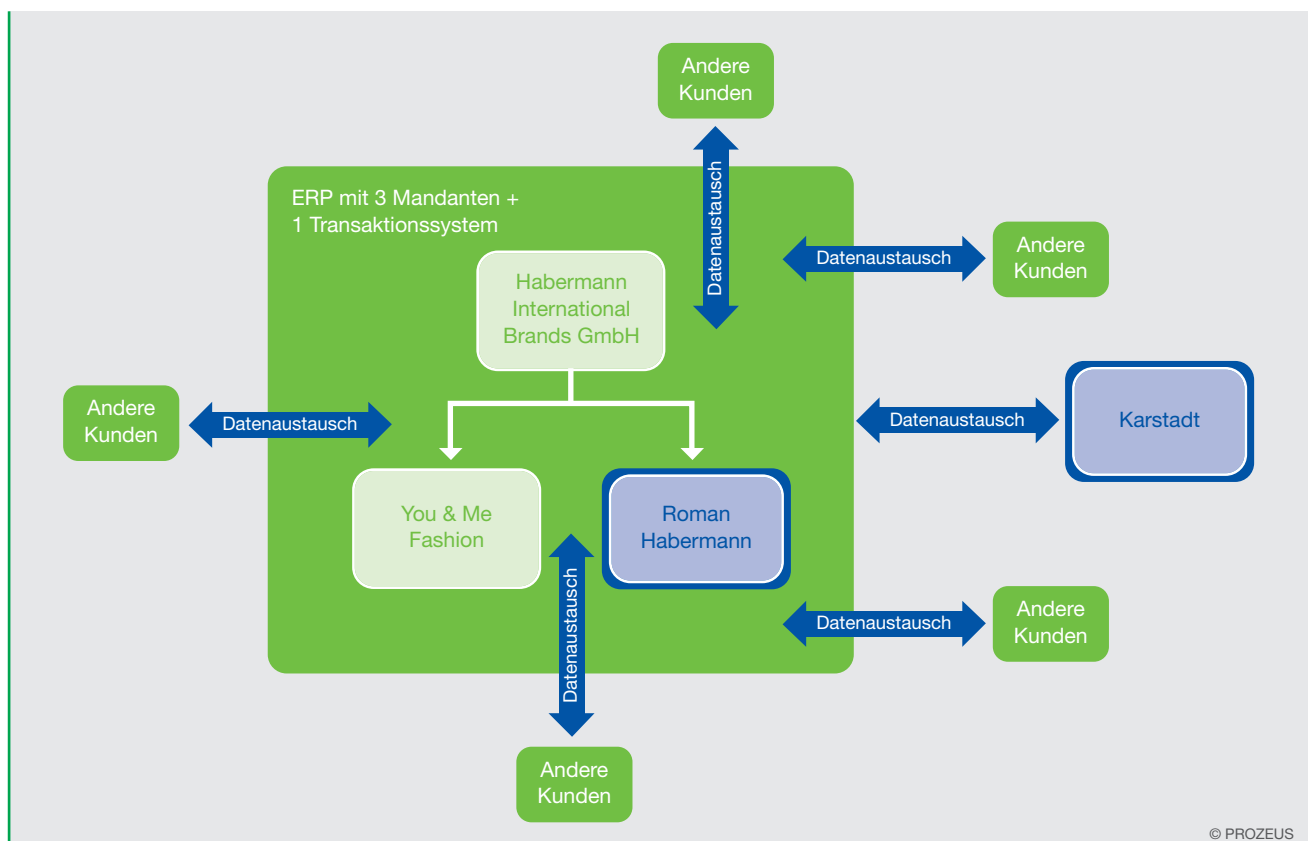 Andere
Kunden
Datenaustausch
ERP mit 3 Mandanten +
1 Transaktionssystem
Datenaustausch
Andere
Kunden
Habermann
International
Brands GmbH
Andere
Kunden
Datenaustausch
Datenaustausch
Karstadt
You & Me
Fashion
Roman
Habermann
Datenaustausch
Datenaustausch
Andere
Kunden
Andere
Kunden
© PROZEUS